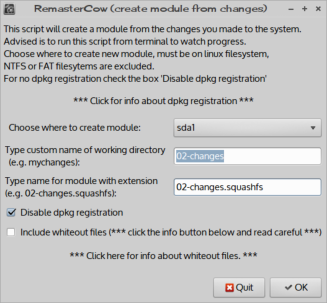 RemasterCow (create module from changes)
This script will create a module from the changes you made to the system.
Advised is to run this script from terminal to watch progress.
Choose where to create new module, must be on linux filesystem,
NTFS or FAT filesytems are excluded.
For no dpkg registration check the box 'Disable dpkg registration'
*** Click for info about dpkg registration ***
Choose where to create module:
sda1
Type custom name of working directory
(e.g. mychanges):
02-changes
Type name for module with extension
(e.g. 02-changes.squashfs):
02-changes.squashfs
Disable dpkg registration
Include whiteout files (*** click the info button below and read careful ***)
*** Click here for info about whiteout files. ***
Quit
OK